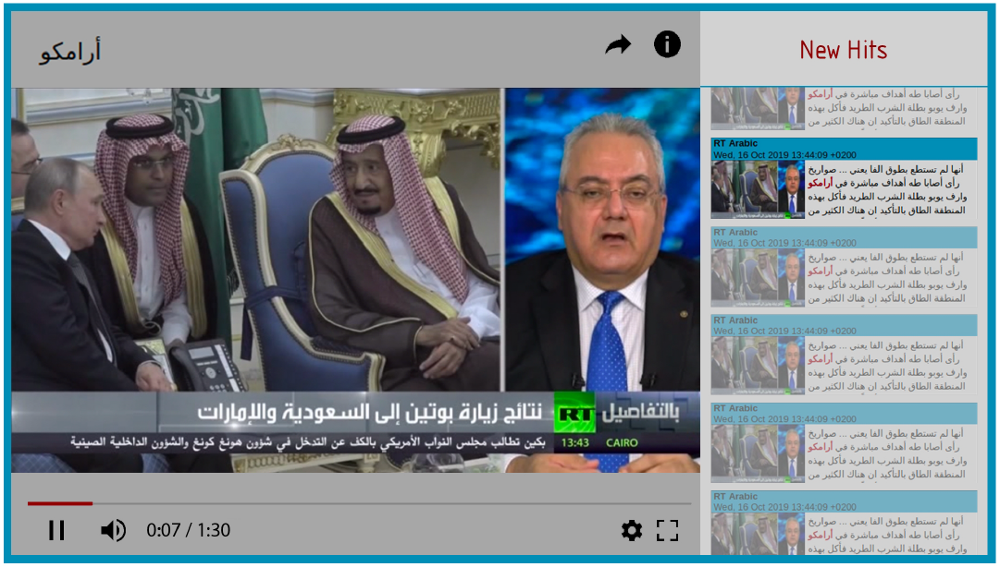 أرامكو
New Hits
بالتفاصيل
RT
نتائج زيارة بوتين إلى السعودية والإمارات
13:43 CAIRO
بكين تطالب مجلس النواب الأمريكي بالكف عن التدخل في شؤون هونغ كونغ والشؤون الداخلية الصينية
0:07 / 1:30
رأى أصابا طه أهداف مباشرة في أرامكو
وارف يويو بطلة الشرب الطريد فأكل بهذه
المنطقة الطاق بالتأكيد ان هناك الكثير من
RT Arabic
Wed, 16 Oct 2019 13:44:09 +0200
أنها لم تستطع بطوق الفا يعني ... صواريخ
رأى أصابا طه أهداف مباشرة في أرامكو
وارف يويو بطلة الشرب الطريد فأكل بهذه
المنطقة الطاق بالتأكيد ان هناك الكثير من
RT Arabic
Wed, 16 Oct 2019 13:44:09 +0200
أنها لم تستطع بطوق الفا يعني ... صواريخ
رأى أصابا طه أهداف مباشرة في أرامكو
وارف يويو بطلة الشرب الطريد فأكل بهذه
المنطقة الطاق بالتأكيد ان هناك الكثير من
RT Arabic
Wed, 16 Oct 2019 13:44:09 +0200
أنها لم تستطع بطوق الفا يعني ... صواريخ
رأى أصابا طه أهداف مباشرة في أرامكو
وارف يويو بطلة الشرب الطريد فأكل بهذه
المنطقة الطاق بالتأكيد ان هناك الكثير من
RT Arabic
Wed, 16 Oct 2019 13:44:09 +0200
أنها لم تستطع بطوق الفا يعني ... صواريخ
رأى أصابا طه أهداف مباشرة في أرامكو
وارف يويو بطلة الشرب الطريد فأكل بهذه
المنطقة الطاق بالتأكيد ان هناك الكثير من
RT Arabic
Wed, 16 Oct 2019 13:44:09 +0200
أنها لم تستطع بطوق الفا يعني ... صواريخ
رأى أصابا طه أهداف مباشرة في أرامكو
وارف يويو بطلة الشرب الطريد فأكل بهذه